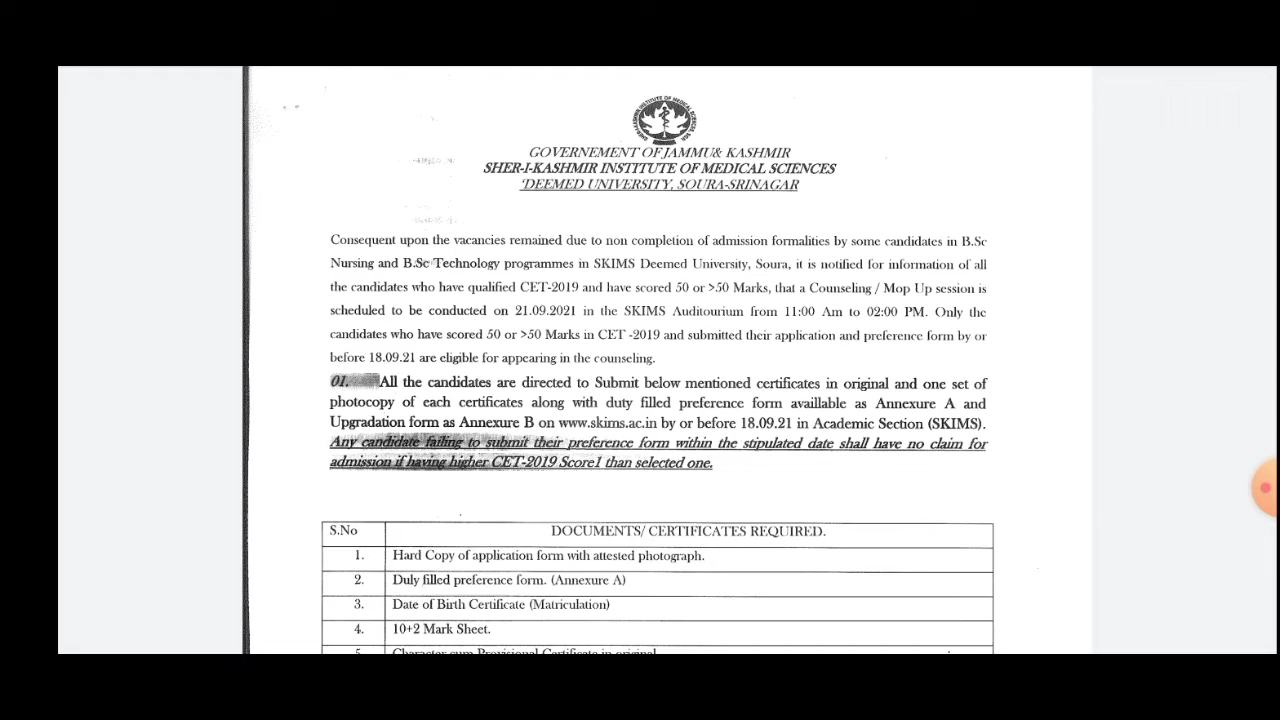 GOVERNEMENT OF JAMMU& KASHMIR
SHER-I-KASHMIR INSTITUTE OF MEDICAL SCIENCES
'DEEMED UNIVERSITY, SOURA-SRINAGAR
Consequent upon the vacancies remained due to non completion of admission formalities by some candidates in B.Sc
Nursing and B.Sc Technology programmes in SKIMS Deemed University, Soura, it is notified for information of all
the candidates who have qualified CET-2019 and have scored 50 or >50 Marks, that a Counseling / Mop Up session is
scheduled to be conducted on 21.09.2021 in the SKIMS Auditorium from 11:00 Am to 02:00 PM. Only the
candidates who have scored 50 or >50 Marks in CET -2019 and submitted their application and preference form by or
before 18.09.21 are eligible for appearing in the counseling.
01. All the candidates are directed to Submit below mentioned certificates in original and one set of
photocopy of each certificates along with duty filled preference form availlable as Annexure A and
Upgradation form as Annexure B on www.skims.ac.in by or before 18.09.21 in Academic Section (SKIMS).
Any candidate failing to submit their preference form within the stipulated date shall have no claim for
admission if having higher CET-2019 Score1 than selected one.
S.No DOCUMENTS/ CERTIFICATES REQUIRED.
1. Hard Copy of application form with attested photograph.
2. Duly filled preference form. (Annexure A)
3. Date of Birth Certificate (Matriculation)
4. 10+2 Mark Sheet.
5. Character cum Provisional Certificate in original